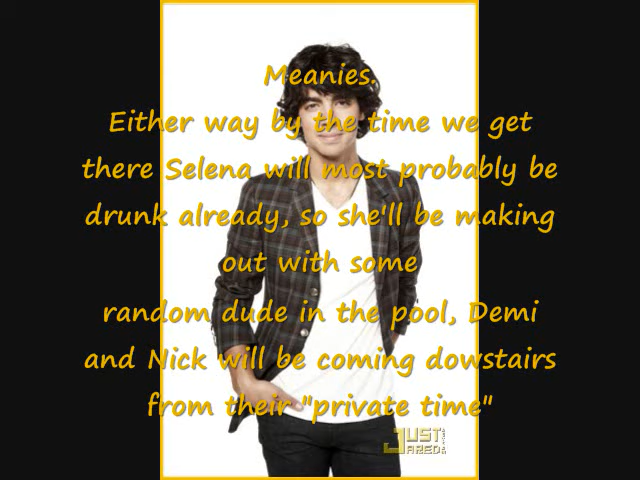 Meanies.
Either way by the time we get
there Selena will most probably be
drunk already, so she'll be making
out with some
random dude in the pool, Demi
and Nick will be coming dowstairs
from their "private time"
JUST
JARED